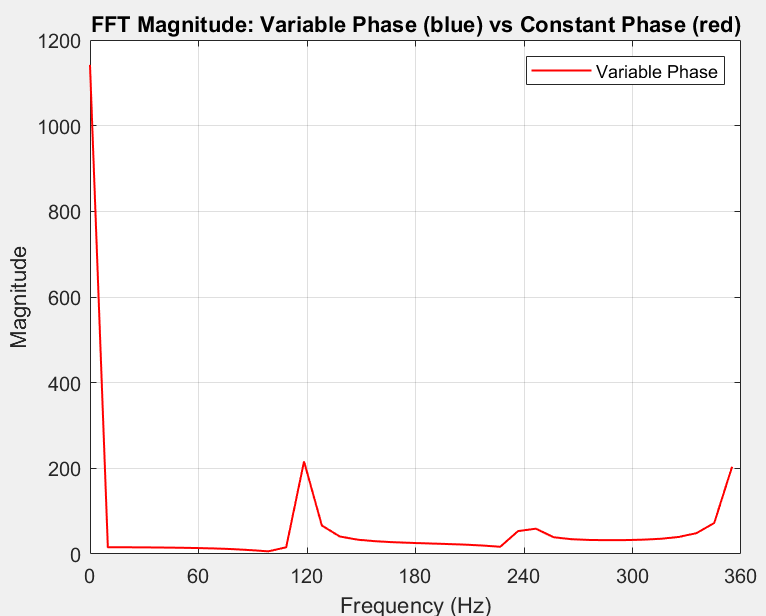 FFT Magnitude: Variable Phase (blue) vs Constant Phase (red)
1200
1000
800
600
400
200
0
Magnitude
Variable Phase
0 60 120 180 240 300 360
Frequency (Hz)